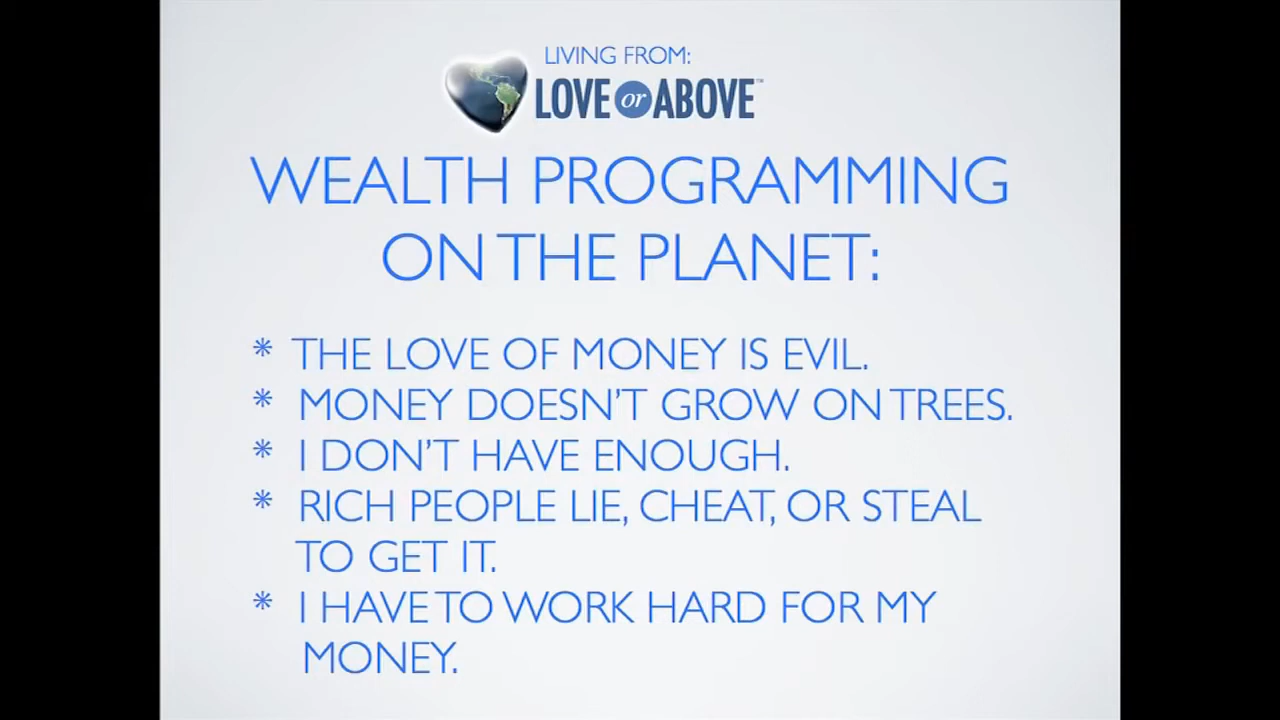 LIVING FROM:
LOVE or ABOVE™
WEALTH PROGRAMMING
ON THE PLANET:
* THE LOVE OF MONEY IS EVIL.
* MONEY DOESN'T GROW ON TREES.
* I DON'T HAVE ENOUGH.
* RICH PEOPLE LIE, CHEAT, OR STEAL
TO GET IT.
* I HAVE TO WORK HARD FOR MY
MONEY.